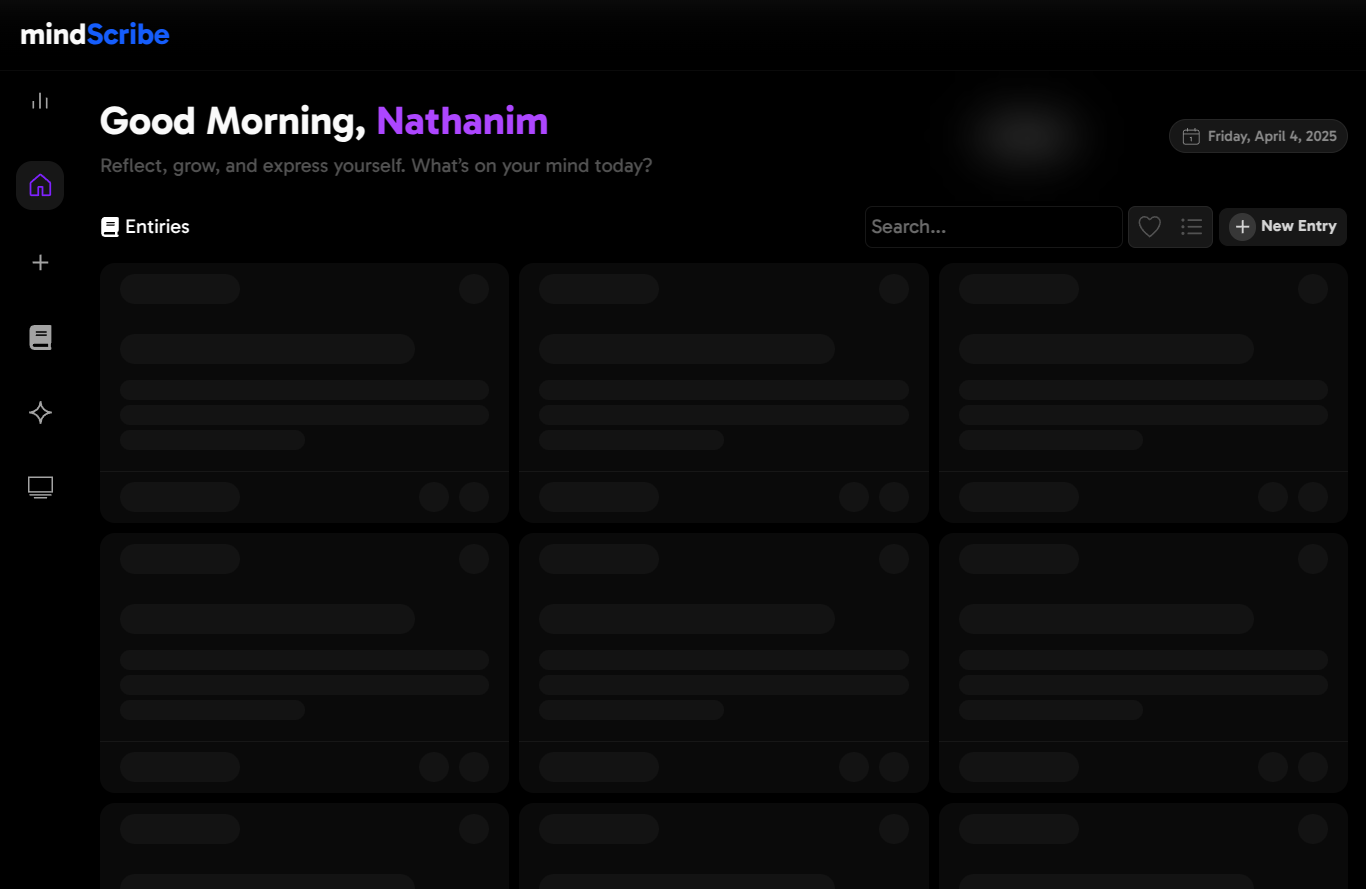 mindScribe
Good Morning, Nathanim
Friday, April 4, 2025
Reflect, grow, and express yourself. What's on your mind today?
Entiries
Search...
New Entry